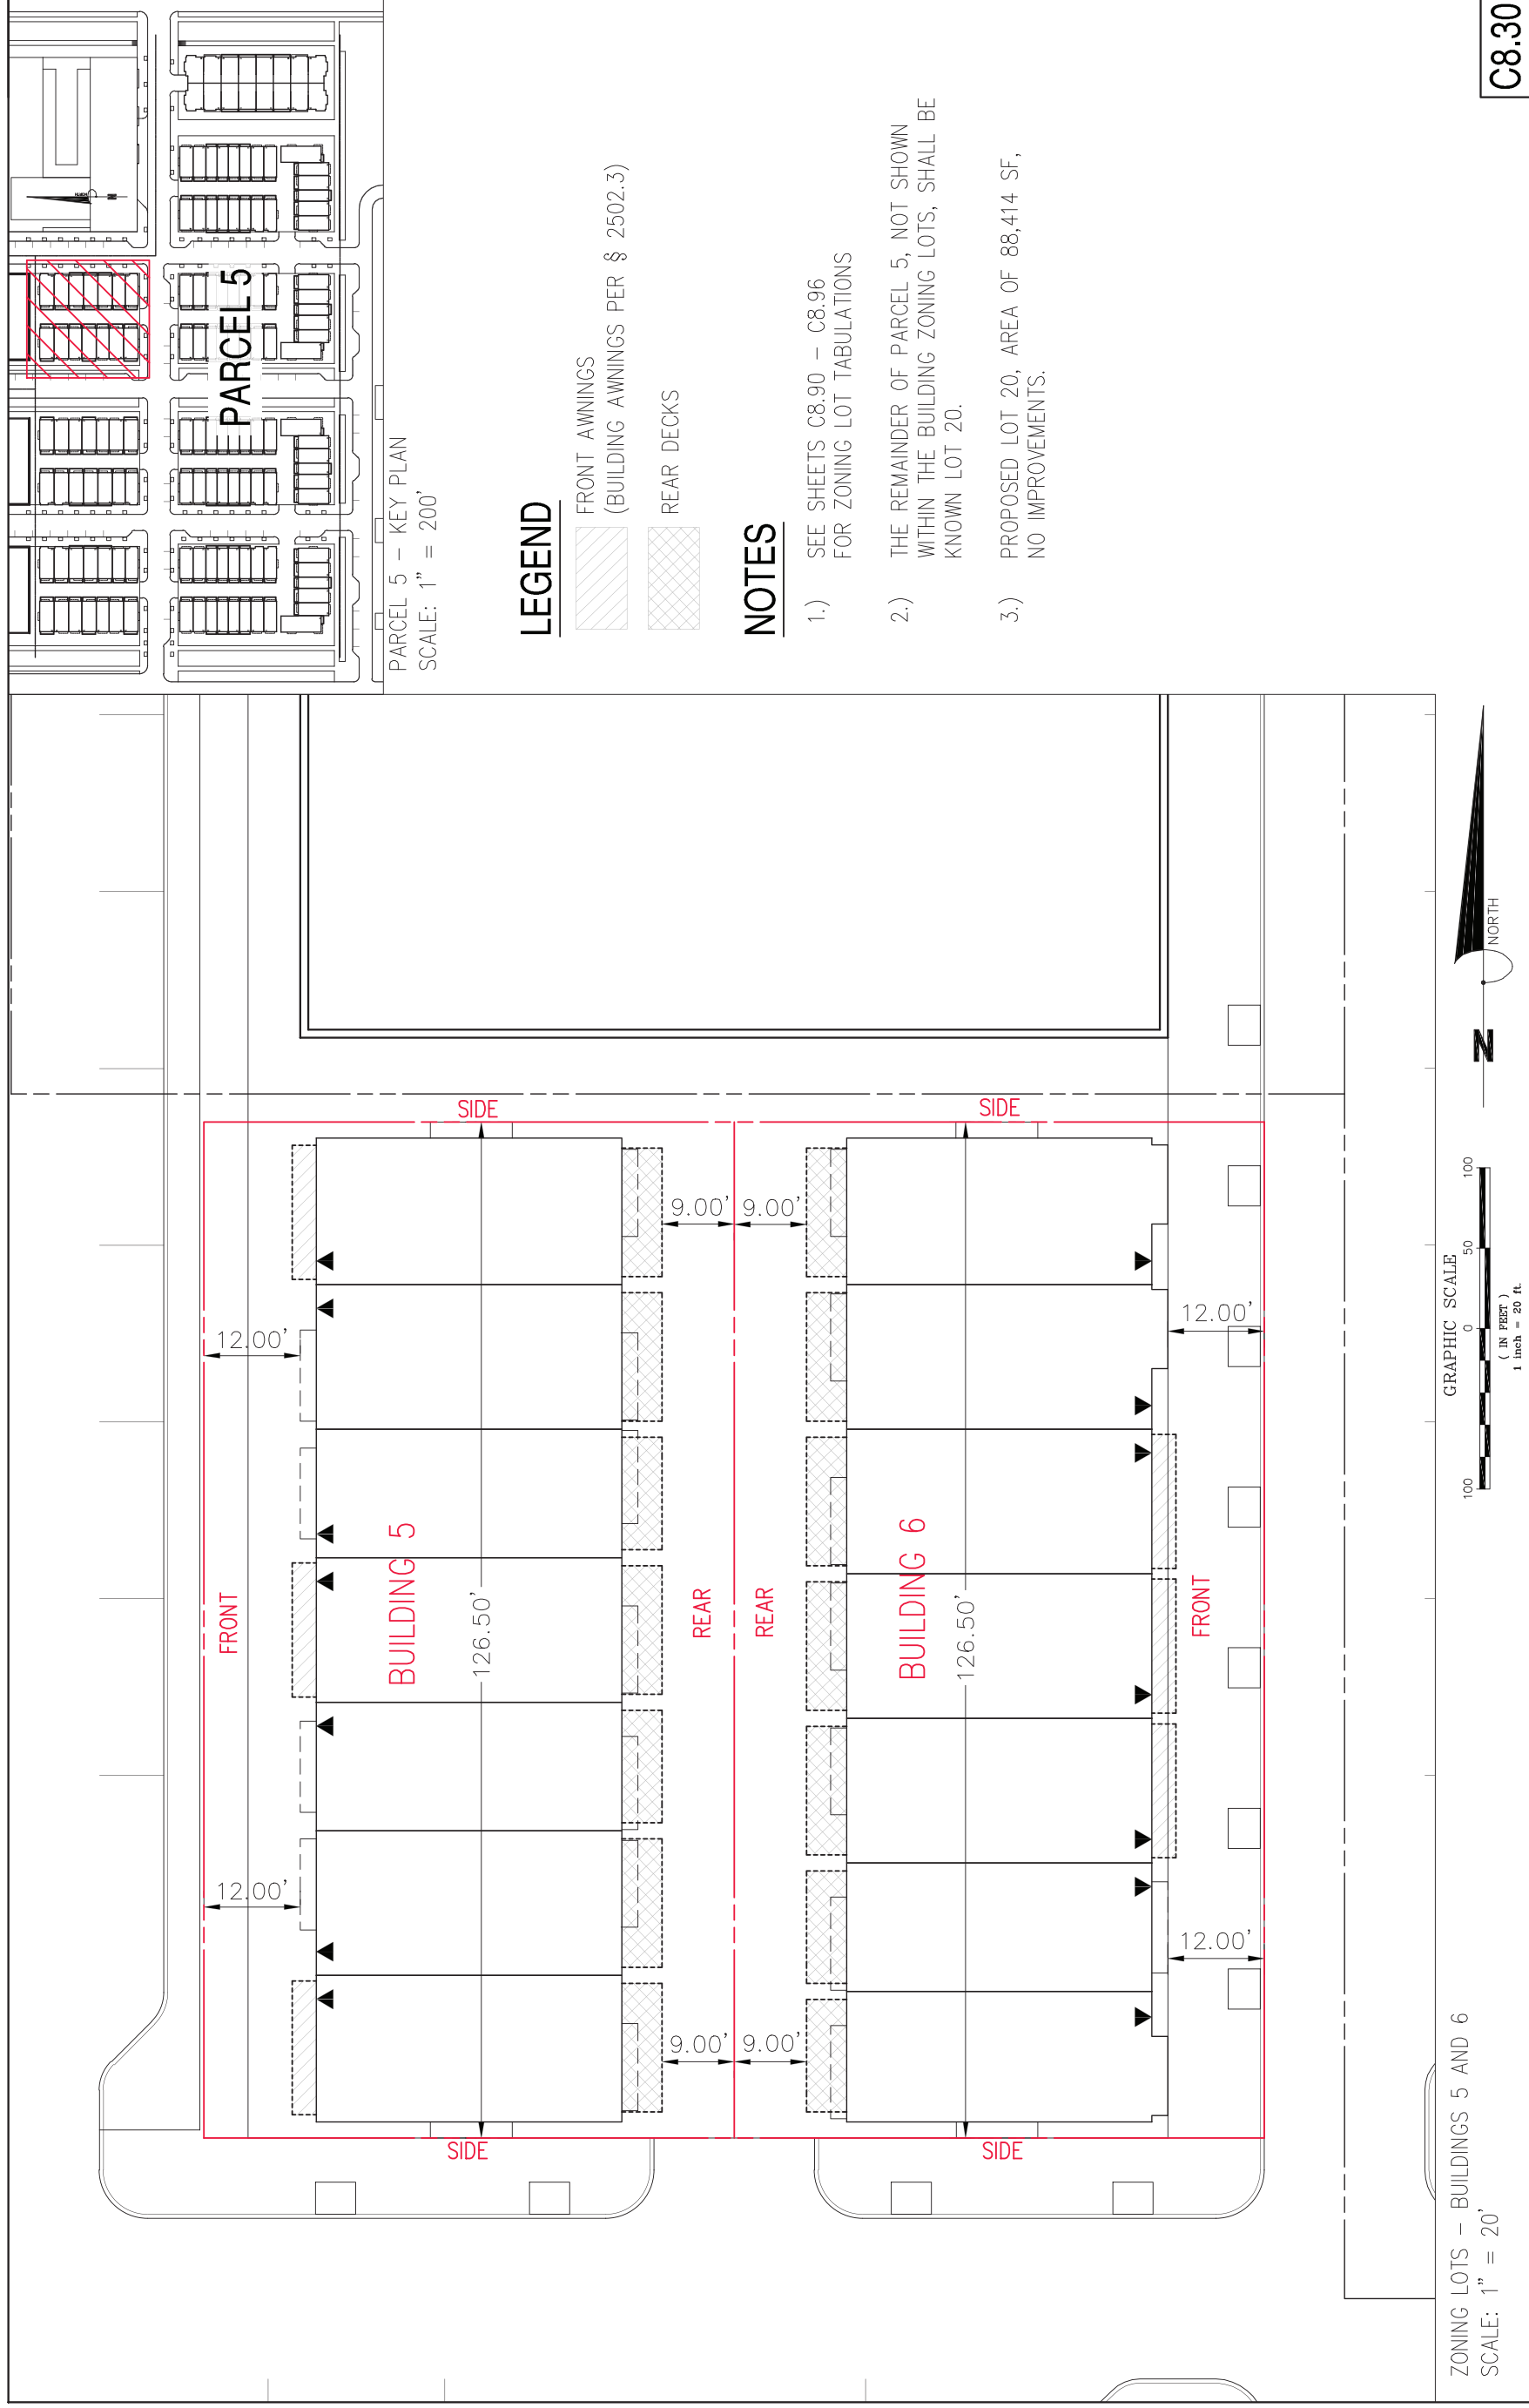 PARCEL 5
PARCEL 5 - KEY PLAN
SCALE: 1" = 200'
NORTH
N
LEGEND
FRONT AWNINGS
(BUILDING AWNINGS PER § 2502.3)
REAR DECKS
NOTES
1.) SEE SHEETS C8.90 - C8.96
FOR ZONING LOT TABULATIONS
2.) THE REMAINDER OF PARCEL 5, NOT SHOWN
WITHIN THE BUILDING ZONING LOTS, SHALL BE
KNOWN LOT 20.
3.) PROPOSED LOT 20, AREA OF 88,414 SF,
NO IMPROVEMENTS.
SIDE
SIDE
FRONT
12.00'
12.00'
BUILDING 5
126.50'
9.00'
9.00'
REAR
REAR
9.00'
9.00'
BUILDING 6
126.50'
12.00'
12.00'
FRONT
SIDE
SIDE
ZONING LOTS - BUILDINGS 5 AND 6
SCALE: 1" = 20'
GRAPHIC SCALE
100 0 50 100
( IN FEET )
1 inch = 20 ft.
N
NORTH
C8.30